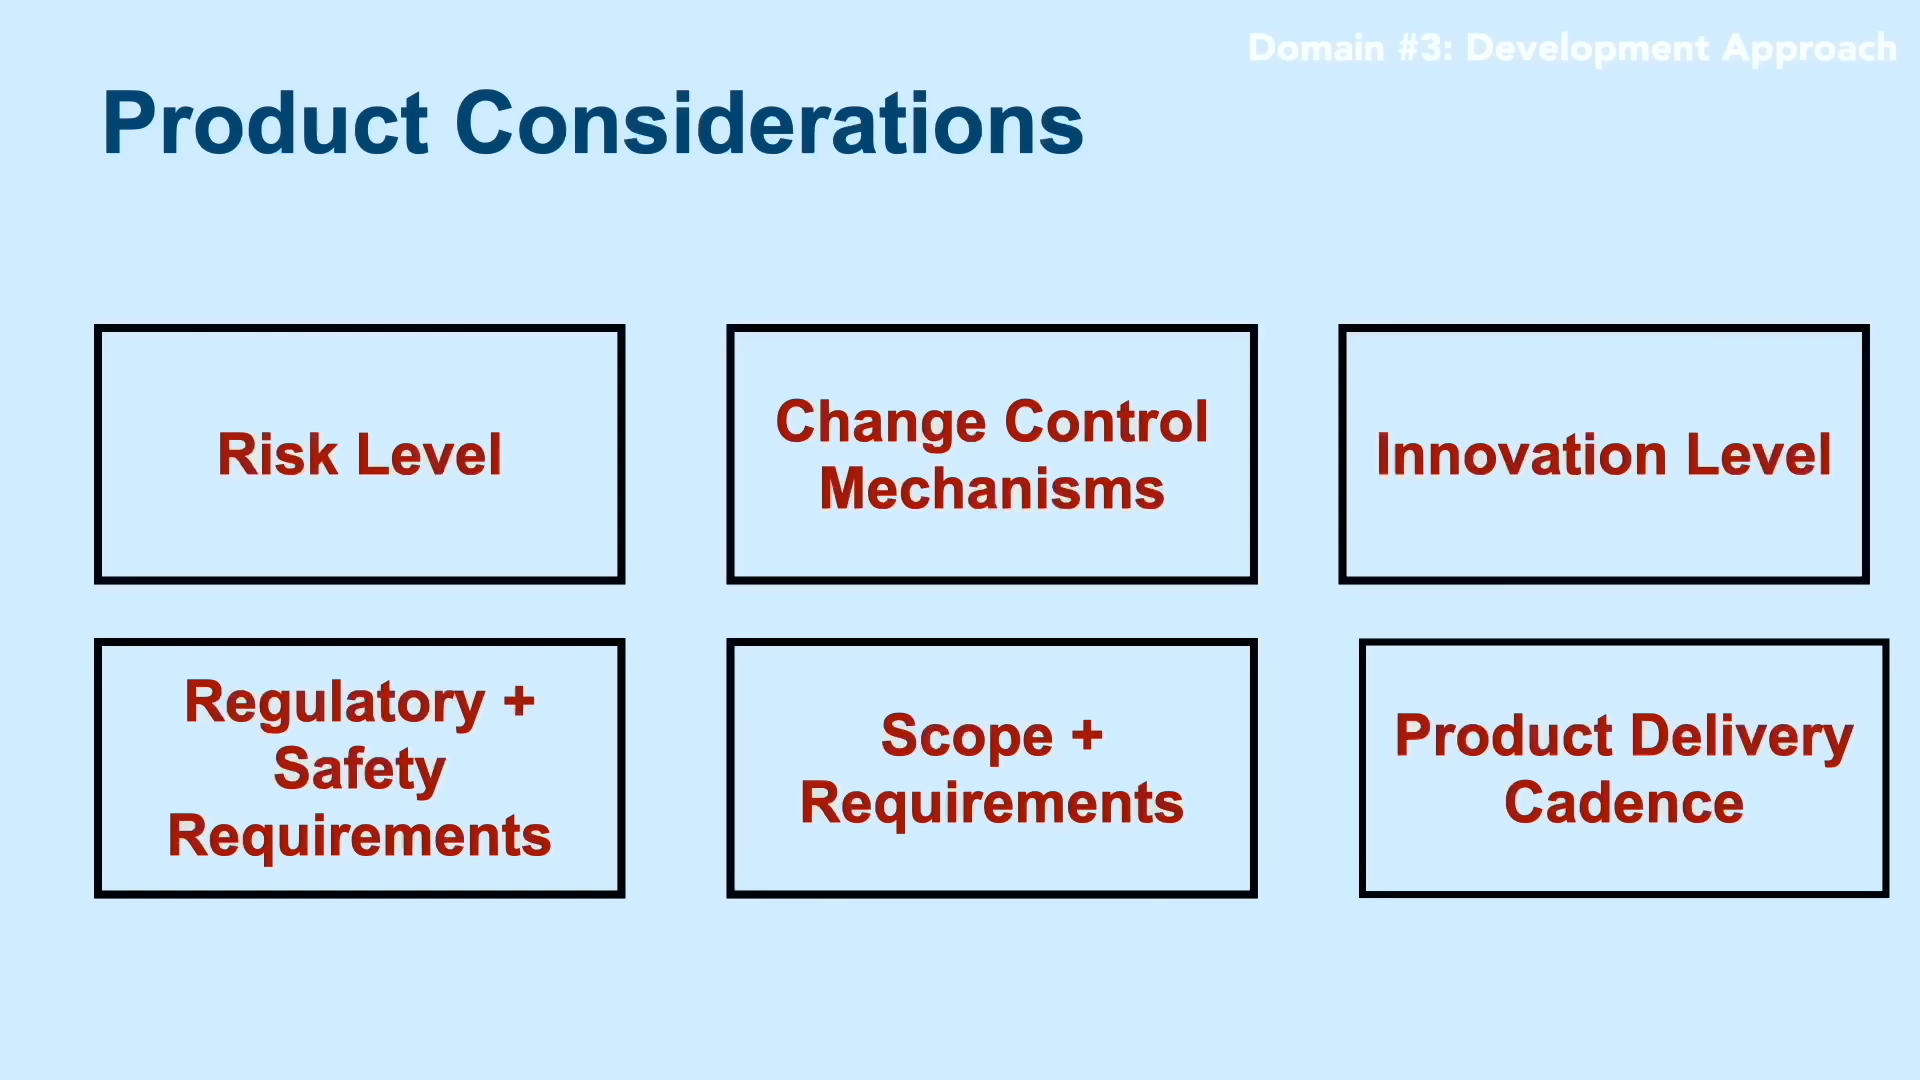 Domain #3: Development Approach
Product Considerations
Risk Level
Change Control
Mechanisms
Innovation Level
Regulatory +
Safety
Requirements
Scope +
Requirements
Product Delivery
Cadence